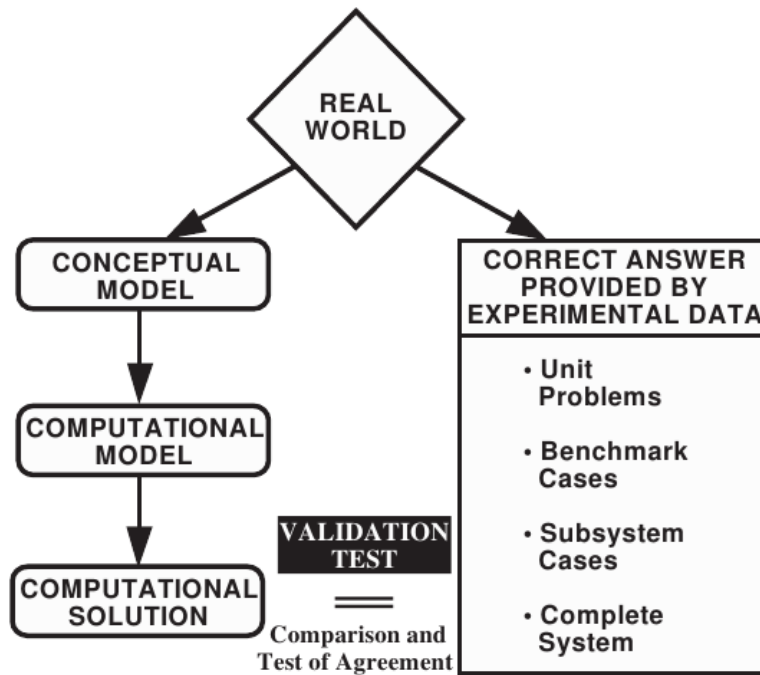 REAL
WORLD
CONCEPTUAL
MODEL
COMPUTATIONAL
MODEL
COMPUTATIONAL
SOLUTION
VALIDATION
TEST
=
Comparison and
Test of Agreement
CORRECT ANSWER
PROVIDED BY
EXPERIMENTAL DATA
• Unit
Problems
• Benchmark
Cases
• Subsystem
Cases
• Complete
System